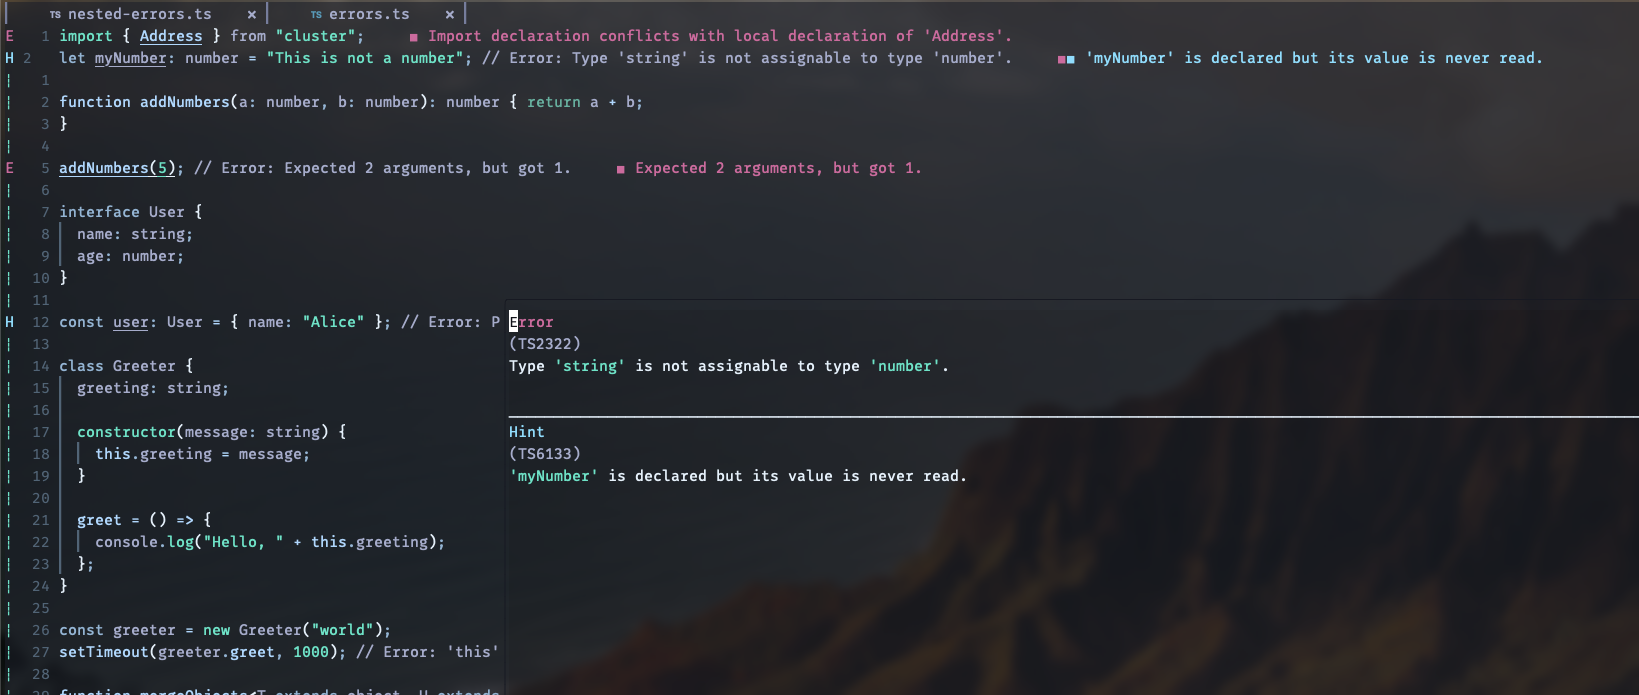 TS nested-errors.ts × TS errors.ts ×
E 1 import { Address } from "cluster"; ■ Import declaration conflicts with local declaration of 'Address'.
H 2 let myNumber: number = "This is not a number"; // Error: Type 'string' is not assignable to type 'number'. ■■ 'myNumber' is declared but its value is never read.
1
2 function addNumbers(a: number, b: number): number { return a + b;
3 }
4
E 5 addNumbers(5); // Error: Expected 2 arguments, but got 1. ■ Expected 2 arguments, but got 1.
6
7 interface User {
8 name: string;
9 age: number;
10 }
11
H 12 const user: User = { name: "Alice" }; // Error: P
13
14 class Greeter {
15 greeting: string;
16
17 constructor(message: string) {
18 this.greeting = message;
19 }
20
21 greet = () => {
22 console.log("Hello, " + this.greeting);
23 };
24 }
25
26 const greeter = new Greeter("world");
27 setTimeout(greeter.greet, 1000); // Error: 'this'
28
Error
(TS2322)
Type 'string' is not assignable to type 'number'.
Hint
(TS6133)
'myNumber' is declared but its value is never read.